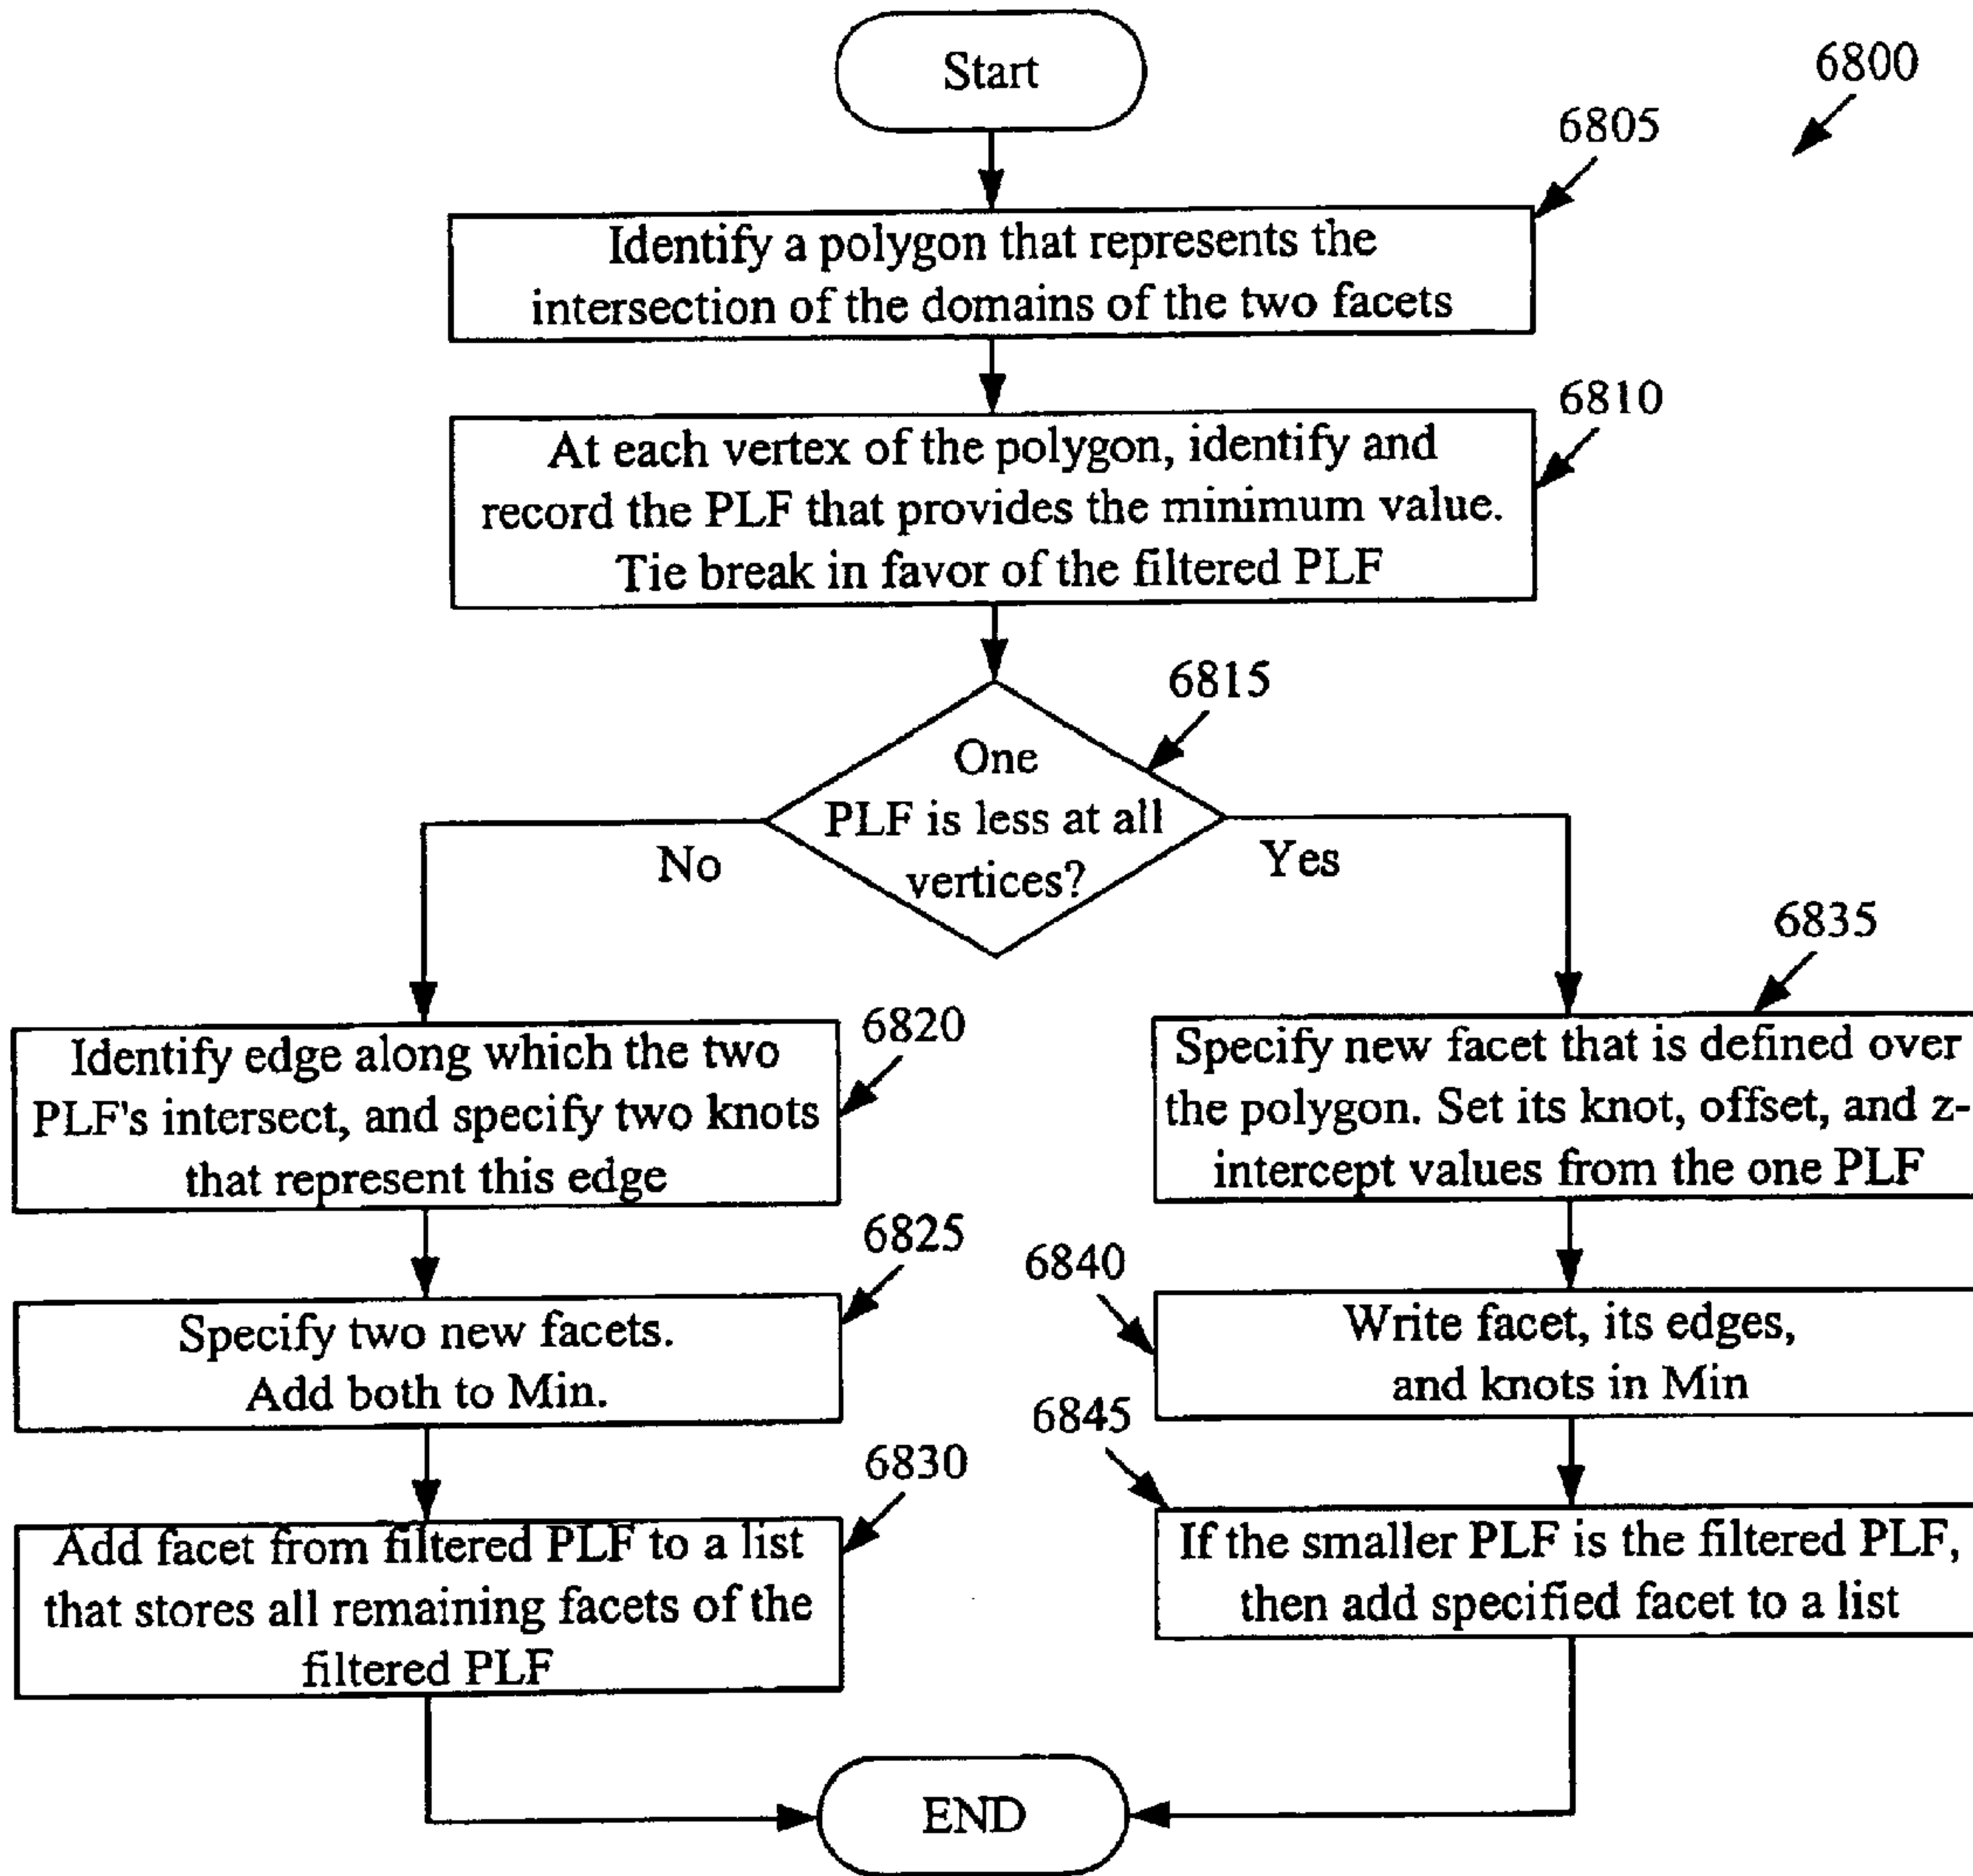 Start
6800
6805
Identify a polygon that represents the
intersection of the domains of the two facets
6810
At each vertex of the polygon, identify and
record the PLF that provides the minimum value.
Tie break in favor of the filtered PLF
6815
One
PLF is less at all
vertices?
No
Yes
6820
Identify edge along which the two
PLF's intersect, and specify two knots
that represent this edge
6825
Specify two new facets.
Add both to Min.
6830
Add facet from filtered PLF to a list
that stores all remaining facets of the
filtered PLF
6835
Specify new facet that is defined over
the polygon. Set its knot, offset, and z-
intercept values from the one PLF
6840
Write facet, its edges,
and knots in Min
6845
If the smaller PLF is the filtered PLF,
then add specified facet to a list
END